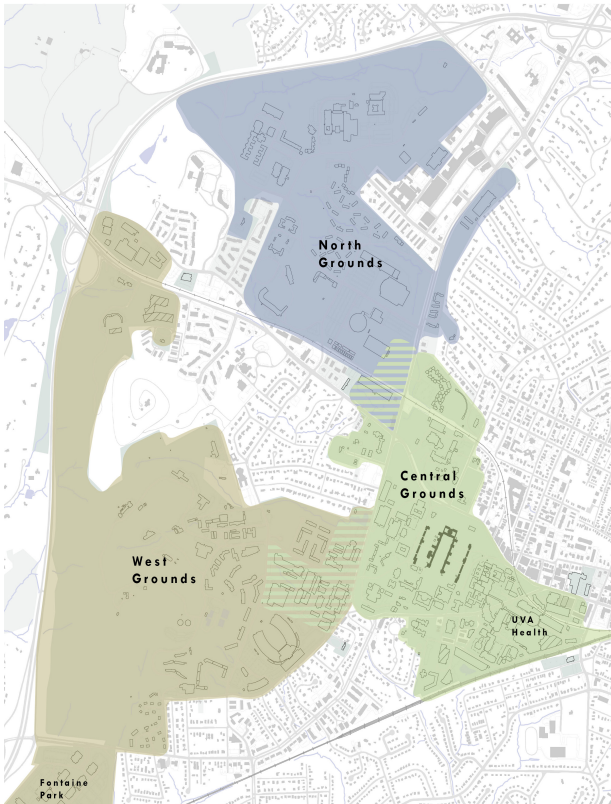 North
Grounds
Central
Grounds
West
Grounds
UVA
Health
Fontaine
Park